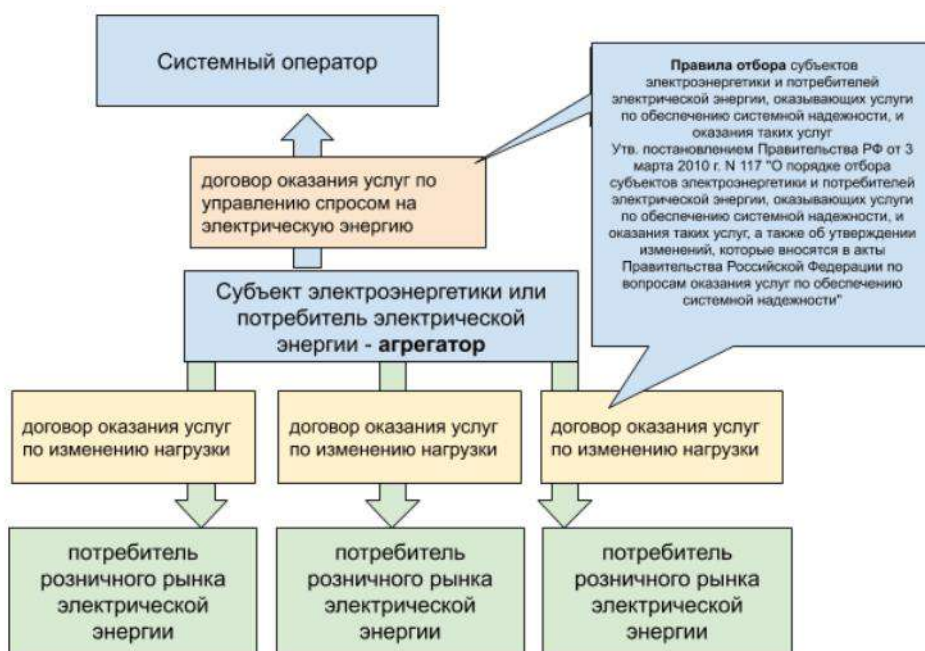 Системный оператор
Правила отбора субъектов
электроэнергетики и потребителей
электрической энергии, оказывающих услуги
по обеспечению системной надежности, и
оказания таких услуг
Утв. постановлением Правительства РФ от 3
марта 2010 г. N 117 "О порядке отбора
субъектов электроэнергетики и потребителей
электрической энергии, оказывающих услуги
по обеспечению системной надежности, и
оказания таких услуг, а также об утверждении
изменений, которые вносятся в акты
Правительства Российской Федерации по
вопросам оказания услуг по обеспечению
системной надежности"
договор оказания услуг по
управлению спросом на
электрическую энергию
Субъект электроэнергетики или
потребитель электрической
энергии - агрегатор
договор оказания услуг
по изменению нагрузки
договор оказания услуг
по изменению нагрузки
договор оказания услуг
по изменению нагрузки
потребитель
розничного рынка
электрической
энергии
потребитель
розничного рынка
электрической
энергии
потребитель
розничного рынка
электрической
энергии